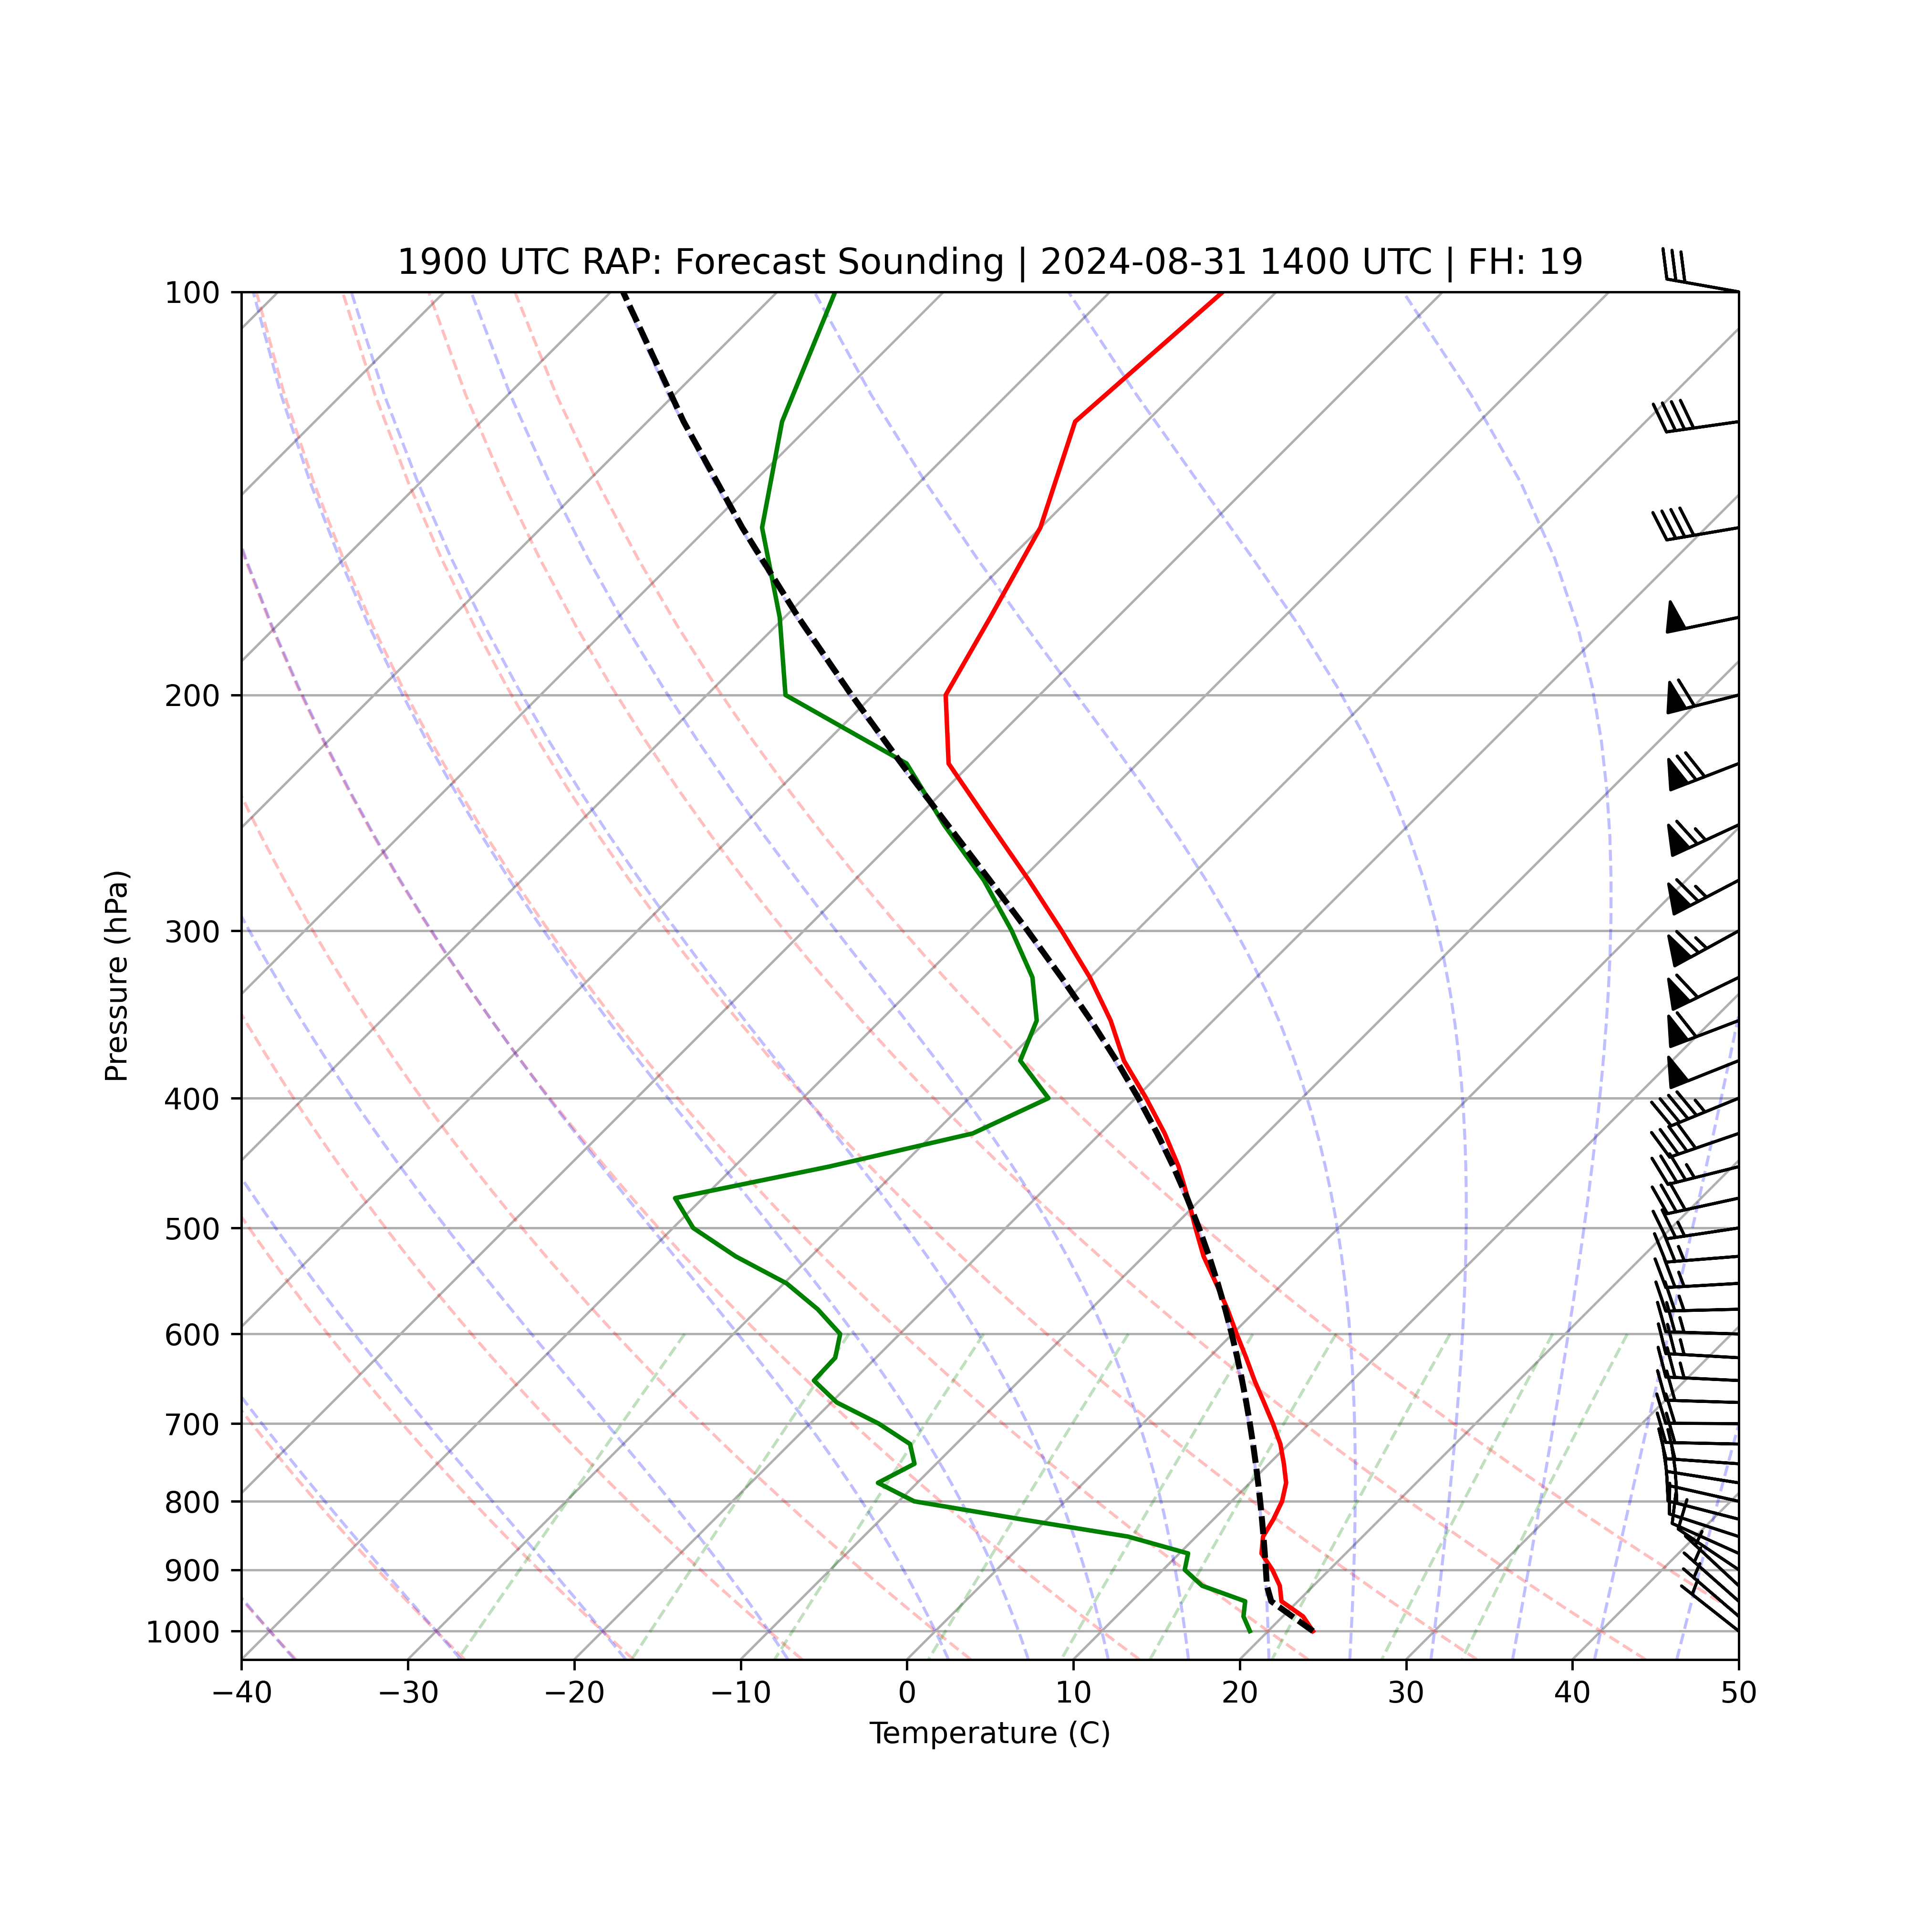 1900 UTC RAP: Forecast Sounding | 2024-08-31 1400 UTC | FH: 19
100
200
300
400
500
600
700
800
900
1000
Pressure (hPa)
−40 −30 −20 −10 0 10 20 30 40 50
Temperature (C)